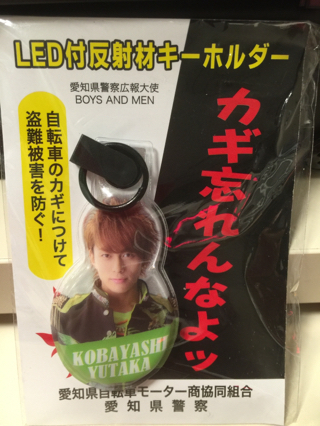 LED付反射材キーホルダー
愛知県警察広報大使
BOYS AND MEN
カギ忘れんなよッ
自転車のカギにつけて
盗難被害を防ぐ!
KOBAYASHI
YUTAKA
愛知県自転車モーター商協同組合
愛知県警察